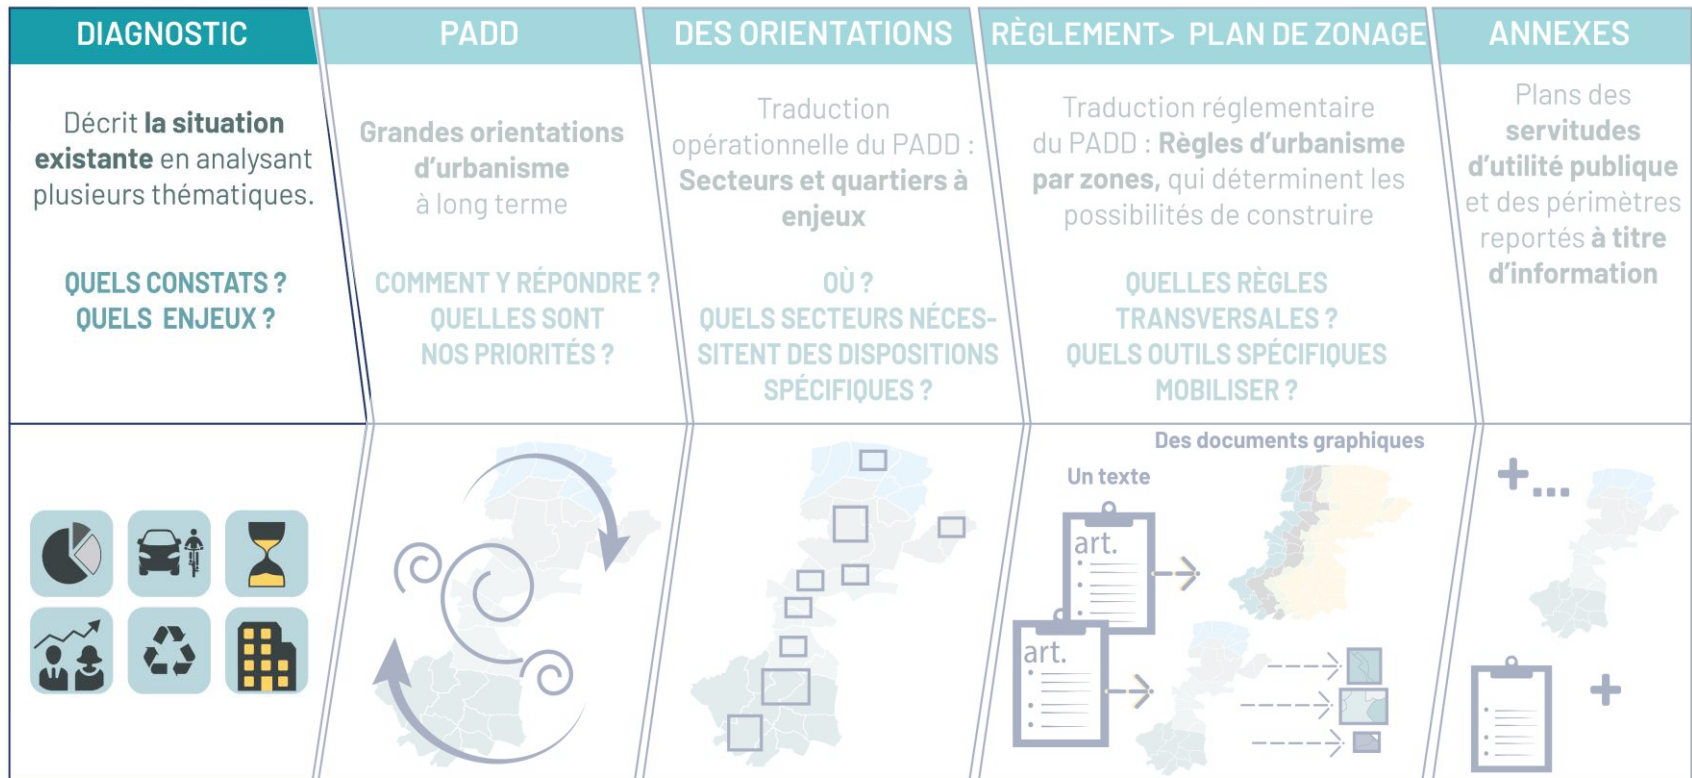 DIAGNOSTIC
Décrit la situation
existante en analysant
plusieurs thématiques.
QUELS CONSTATS ?
QUELS ENJEUX ?
PADD
Grandes orientations
d'urbanisme
à long terme
COMMENT Y RÉPONDRE ?
QUELLES SONT
NOS PRIORITÉS ?
DES ORIENTATIONS
Traduction
opérationnelle du PADD :
Secteurs et quartiers à
enjeux
OÙ ?
QUELS SECTEURS NÉCES-
SITENT DES DISPOSITIONS
SPÉCIFIQUES ?
RÈGLEMENT> PLAN DE ZONAGE
Traduction réglementaire
du PADD : Règles d'urbanisme
par zones, qui déterminent les
possibilités de construire
QUELLES RÈGLES
TRANSVERSALES ?
QUELS OUTILS SPÉCIFIQUES
MOBILISER ?
Des documents graphiques
Un texte
art.
art.
ANNEXES
Plans des
servitudes
d'utilité publique
et des périmètres
reportés à titre
d'information
+...
+